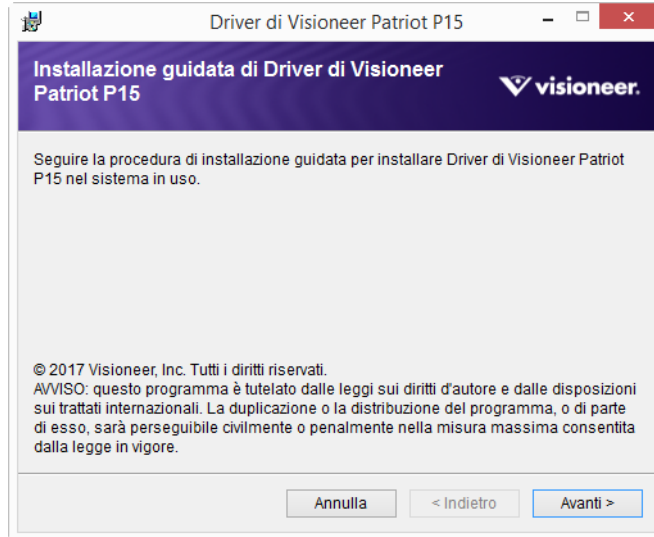 Driver di Visioneer Patriot P15
Installazione guidata di Driver di Visioneer
Patriot P15
visioneer.
Seguire la procedura di installazione guidata per installare Driver di Visioneer Patriot
P15 nel sistema in uso.
© 2017 Visioneer, Inc. Tutti i diritti riservati.
AVVISO: questo programma è tutelato dalle leggi sui diritti d'autore e dalle disposizioni
sui trattati internazionali. La duplicazione o la distribuzione del programma, o di parte
di esso, sarà perseguibile civilmente o penalmente nella misura massima consentita
dalla legge in vigore.
Annulla
< Indietro
Avanti >